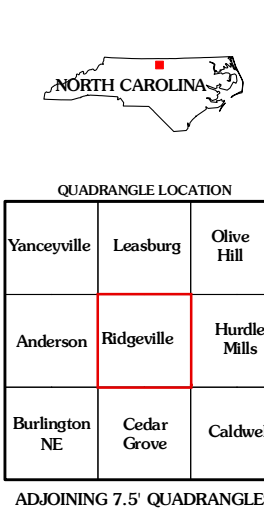 NORTH CAROLINA
QUADRANGLE LOCATION
Yanceyville
Leasburg
Olive
Hill
Anderson
Ridgeville
Hurdle
Mills
Burlington
NE
Cedar
Grove
Caldwe
ADJOINING 7.5' QUADRANGLE